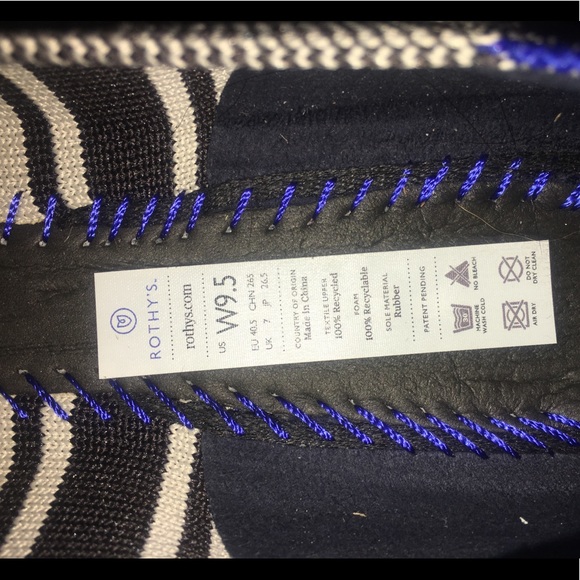 ROTHY'S™
rothys.com
US W9.5
EU 40.5 CHN 265
UK 7 JP 26.5
COUNTRY OF ORIGIN
Made in China
TEXTILE UPPER
100% Recycled
FOAM
100% Recyclable
SOLE MATERIAL
Rubber
PATENT PENDING
30°
MACHINE
WASH COLD
NO BLEACH
AIR DRY
DO NOT
DRY CLEAN